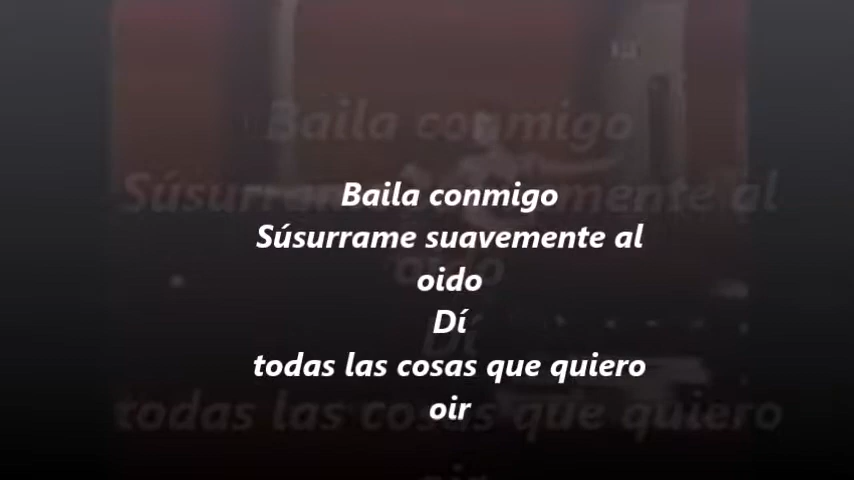 Baila conmigo
Súsurrame suavemente al
oido
Dí
todas las cosas que quiero
oir